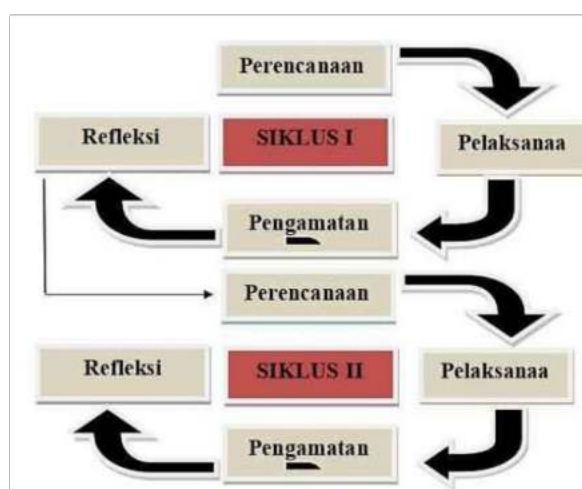 Perencanaan
Refleksi
SIKLUS I
Pelaksanaa
Pengamatan
Perencanaan
Refleksi
SIKLUS II
Pelaksanaa
Pengamatan